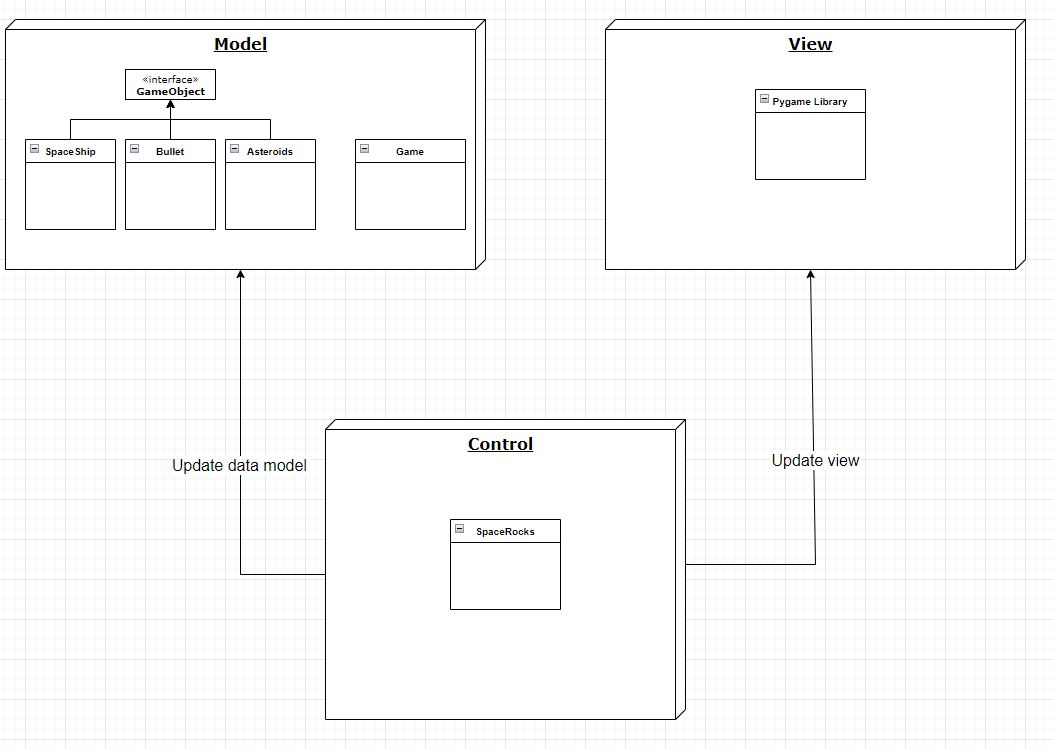 Model
«interface»
GameObject
SpaceShip
Bullet
Asteroids
Game
View
Pygame Library
Update data model
Update view
Control
SpaceRocks